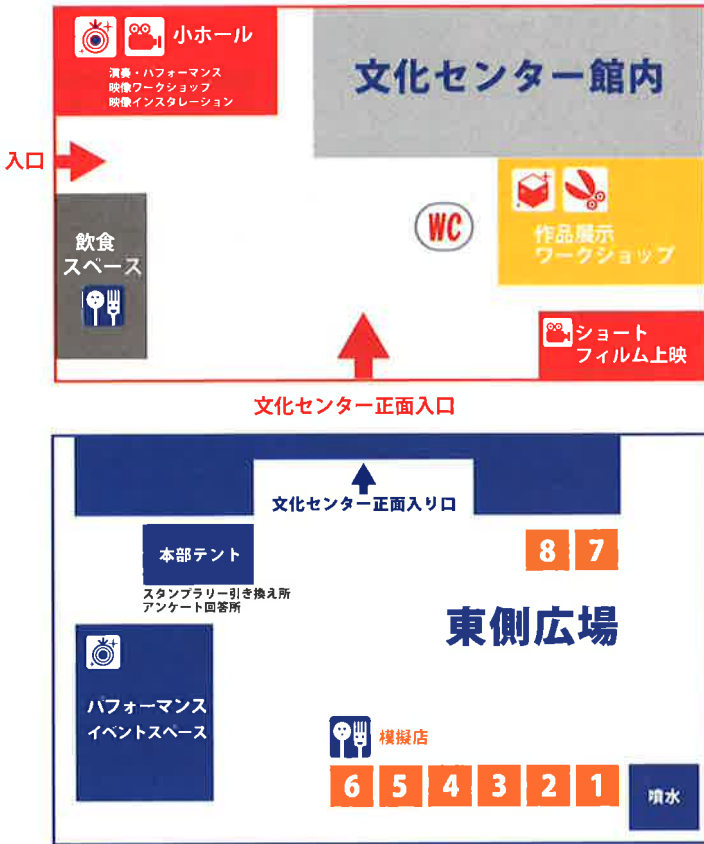 小ホール
演奏・パフォーマンス
映像ワークショップ
映像インスタレーション
文化センター館内
入口
飲食
スペース
WC
作品展示
ワークショップ
ショート
フィルム上映
文化センター正面入口
文化センター正面入り口
本部テント
スタンプラリー引き換え所
アンケート回答所
8 7
東側広場
パフォーマンス
イベントスペース
模擬店
6 5 4 3 2 1
噴水